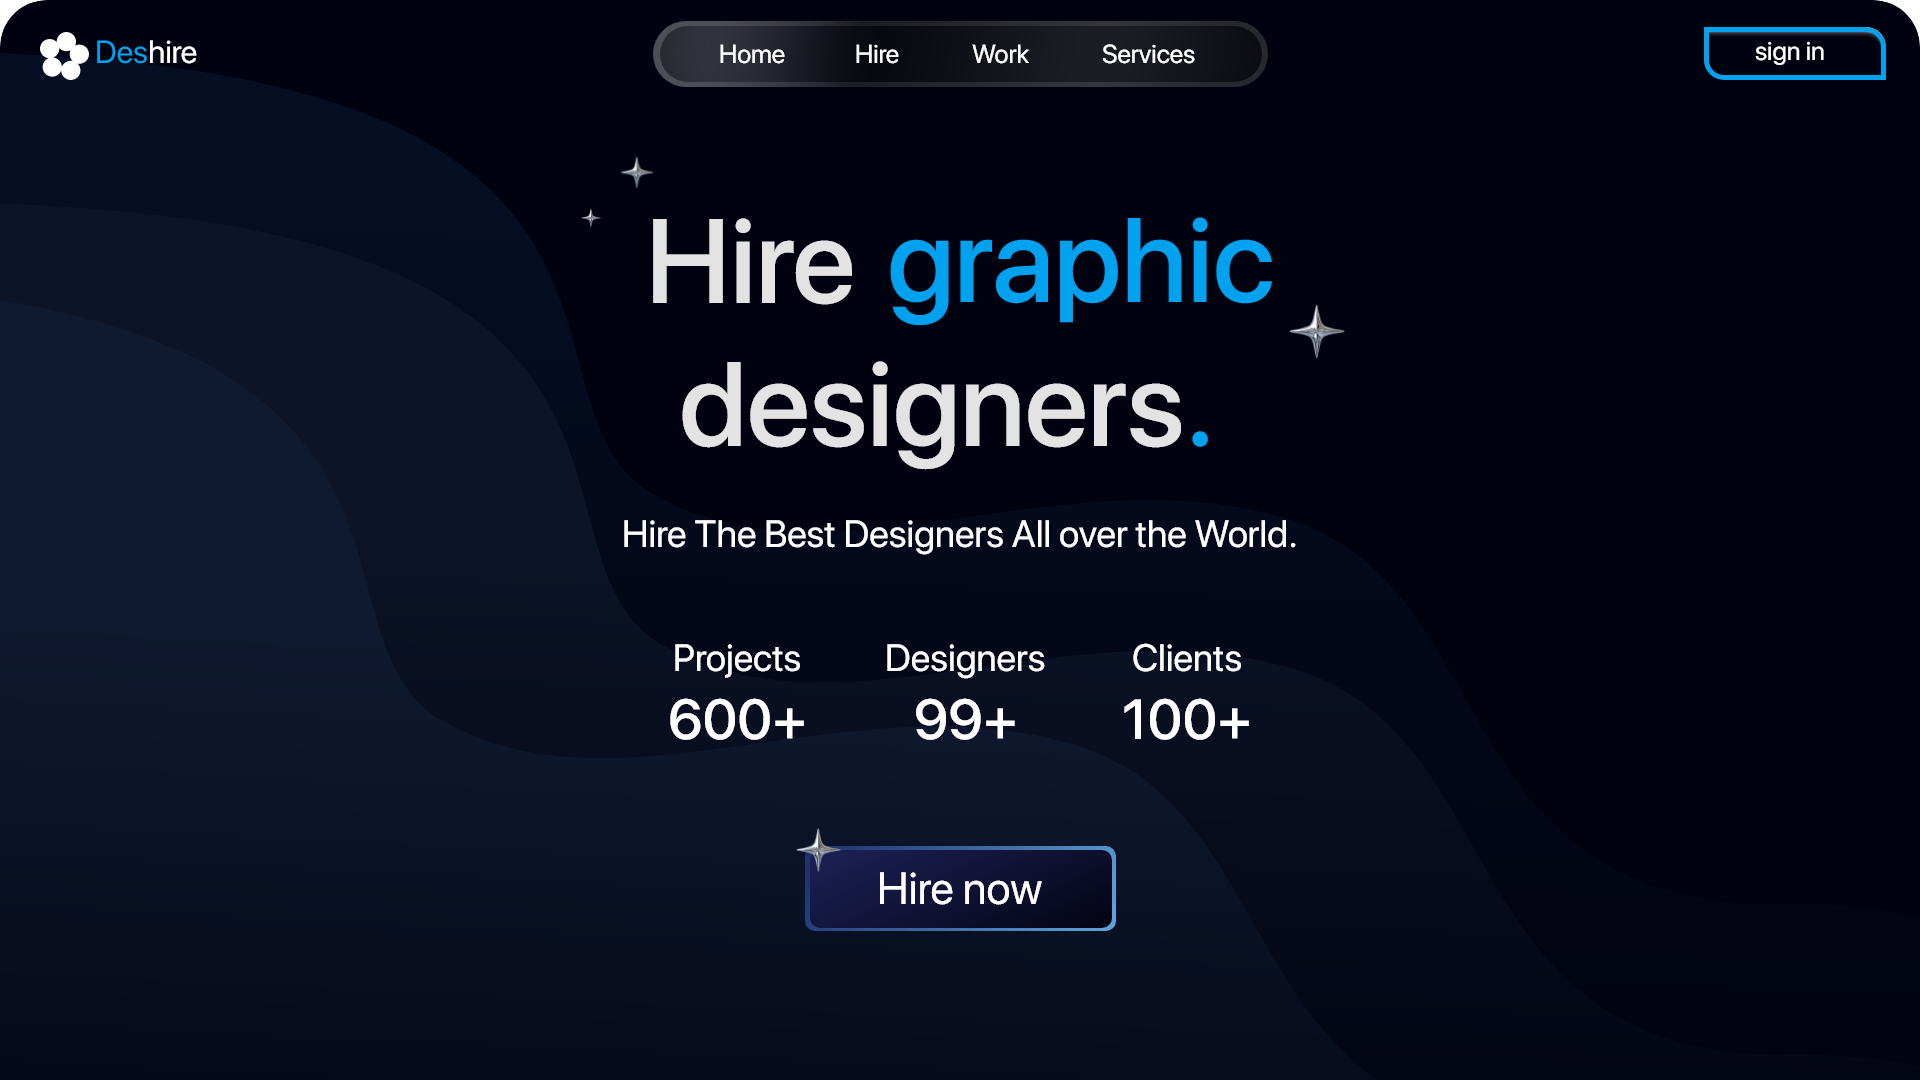 Deshire
Home Hire Work Services
sign in
Hire graphic
designers.
Hire The Best Designers All over the World.
Projects Designers Clients
600+ 99+ 100+
Hire now